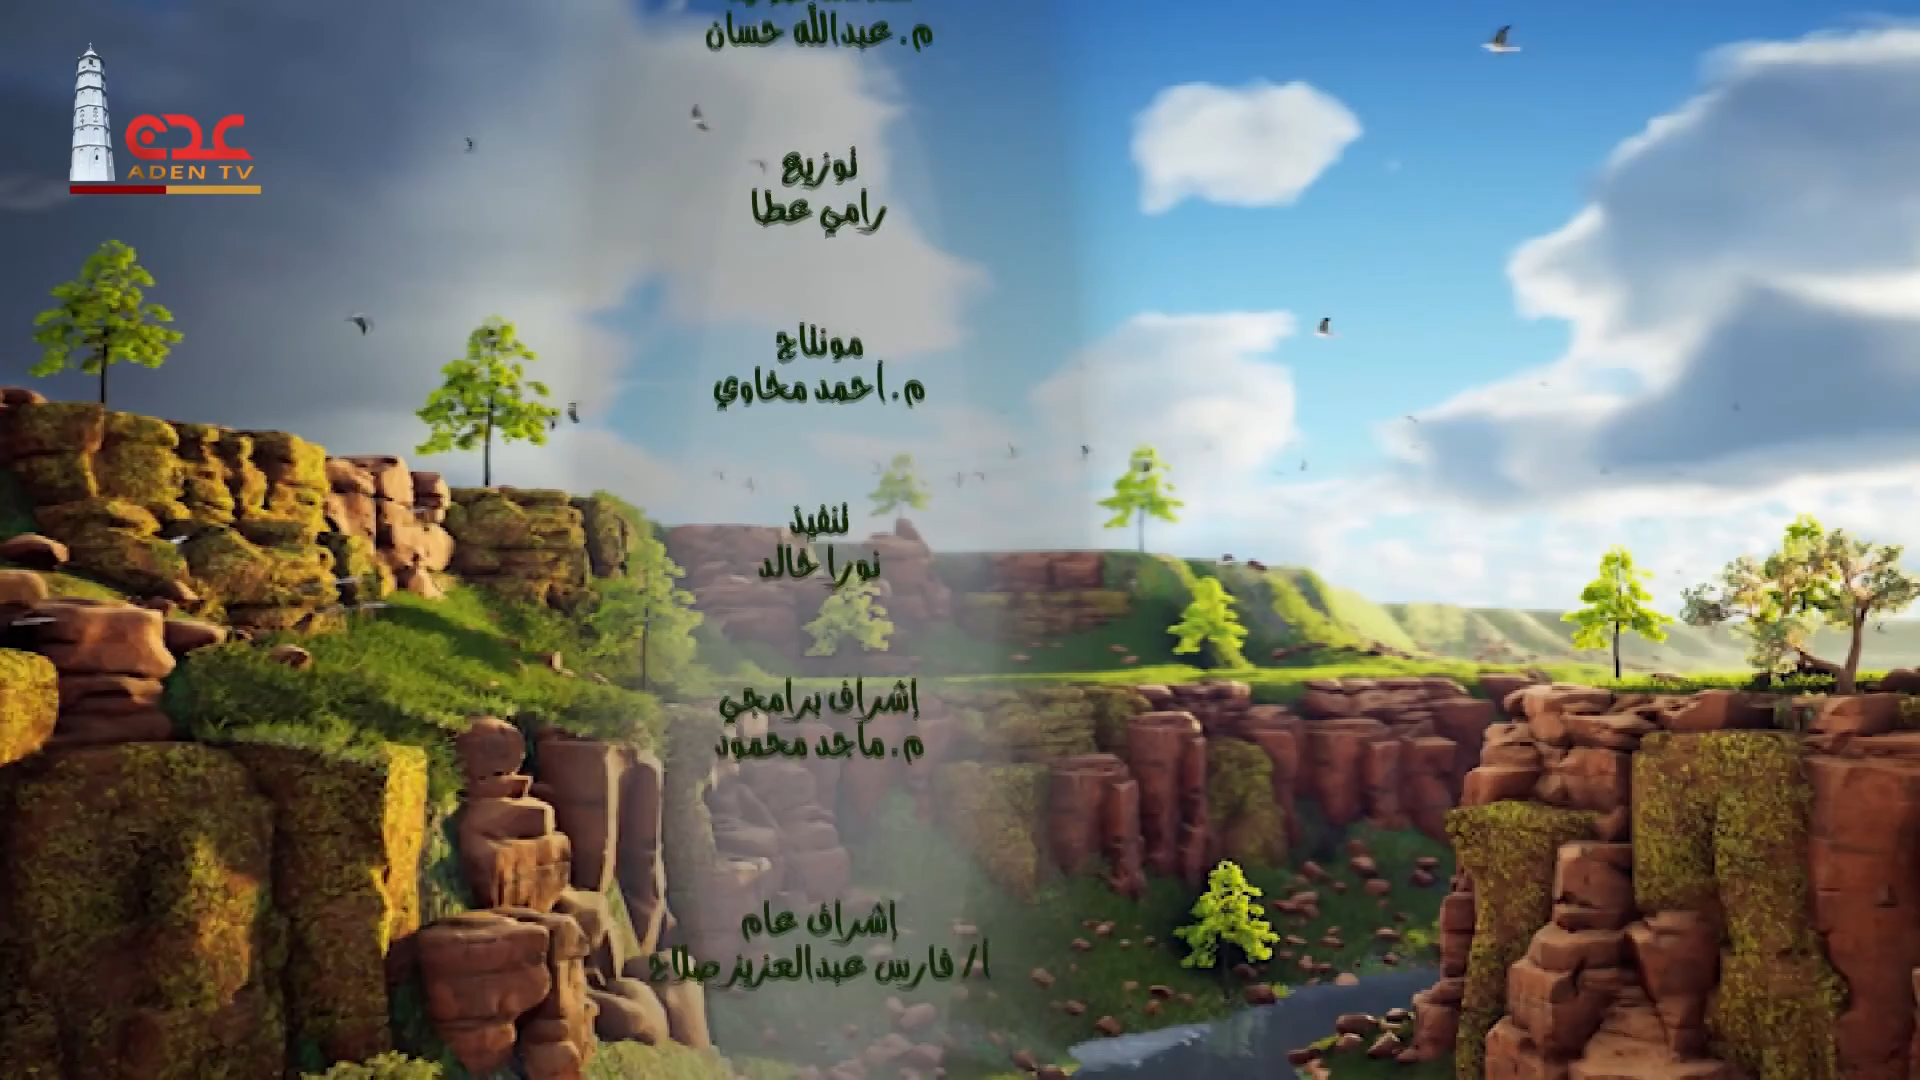 م. عبدالله حسان
عدن
ADEN TV
توزيع
رامي عطا
مونتاج
م. أحمد مخاوي
تنفيذ
نورا خالد
إشراف برامجي
م. ماجد محمود
إشراف عام
أ/ فارس عبدالعزيز صلاح